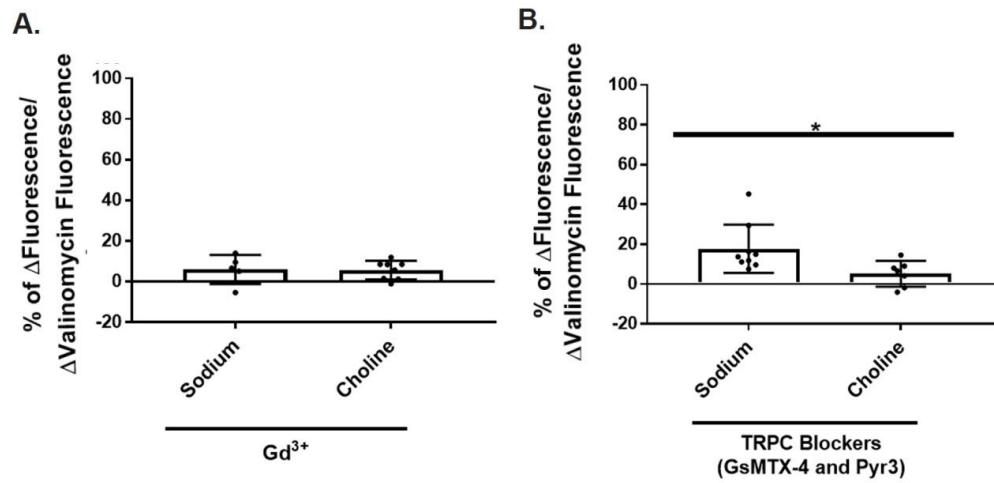 A.
% of ΔFluorescence/
ΔValinomycin Fluorescence
100
80
60
40
20
0
-20
Sodium
Choline
Gd³⁺
B.
% of ΔFluorescence/
ΔValinomycin Fluorescence
100
80
60
40
20
0
-20
*
Sodium
Choline
TRPC Blockers
(GsMTX-4 and Pyr3)